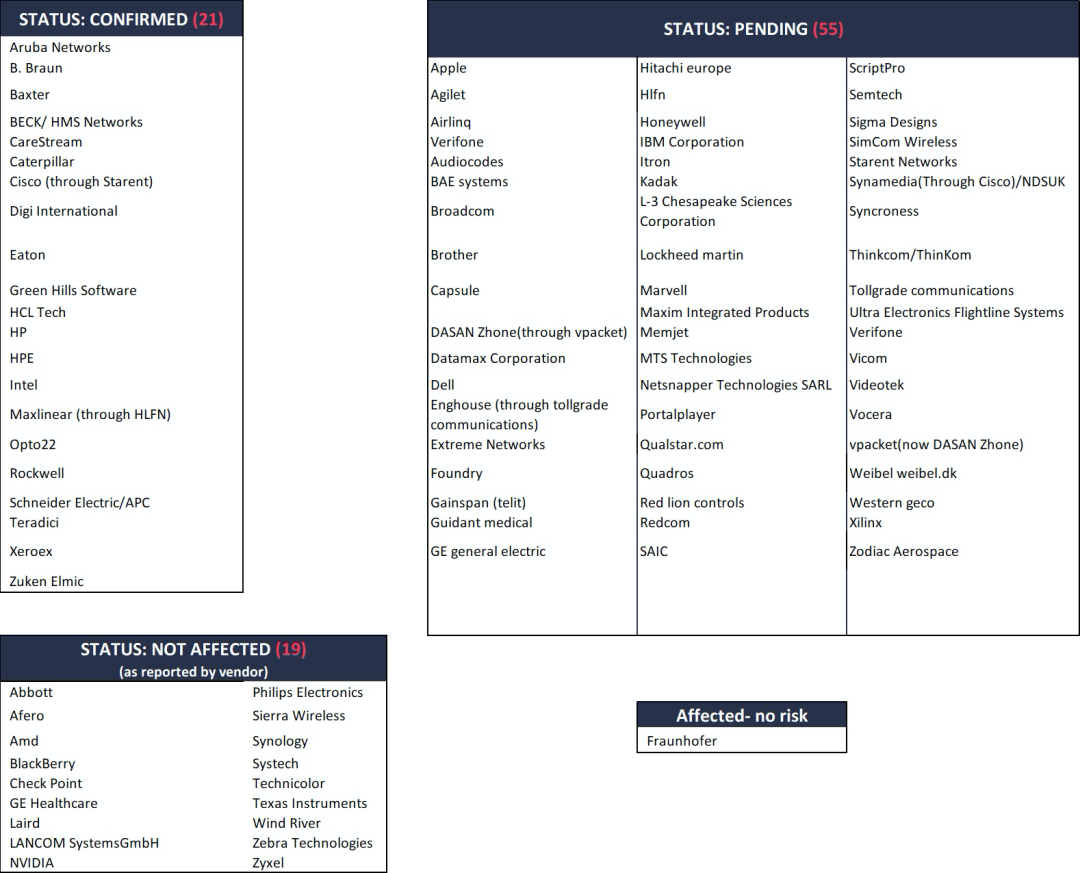 STATUS: CONFIRMED (21)
Aruba Networks
B. Braun
Baxter
BECK/ HMS Networks
CareStream
Caterpillar
Cisco (through Starent)
Digi International
Eaton
Green Hills Software
HCL Tech
HP
HPE
Intel
Maxlinear (through HLFN)
Opto22
Rockwell
Schneider Electric/APC
Teradici
Xeroex
Zuken Elmic
STATUS: PENDING (55)
Apple
Agilet
Airlinq
Verifone
Audiocodes
BAE systems
Broadcom
Brother
Capsule
DASAN Zhone(through vpacket)
Datamax Corporation
Dell
Enghouse (through tollgrade
communications)
Extreme Networks
Foundry
Gainspan (telit)
Guidant medical
GE general electric
Hitachi europe
Hlfn
Honeywell
IBM Corporation
Itron
Kadak
L-3 Chesapeake Sciences
Corporation
Lockheed martin
Marvell
Maxim Integrated Products
Memjet
MTS Technologies
Netsnapper Technologies SARL
Portalplayer
Qualstar.com
Quadros
Red lion controls
Redcom
SAIC
ScriptPro
Semtech
Sigma Designs
SimCom Wireless
Starent Networks
Synamedia(Through Cisco)/NDSUK
Syncroness
Thinkcom/ThinKom
Tollgrade communications
Ultra Electronics Flightline Systems
Verifone
Vicom
Videotek
Vocera
vpacket(now DASAN Zhone)
Weibel weibel.dk
Western geco
Xilinx
Zodiac Aerospace
STATUS: NOT AFFECTED (19)
(as reported by vendor)
Abbott
Afero
Amd
BlackBerry
Check Point
GE Healthcare
Laird
LANCOM SystemsGmbH
NVIDIA
Philips Electronics
Sierra Wireless
Synology
Systech
Technicolor
Texas Instruments
Wind River
Zebra Technologies
Zyxel
Affected- no risk
Fraunhofer